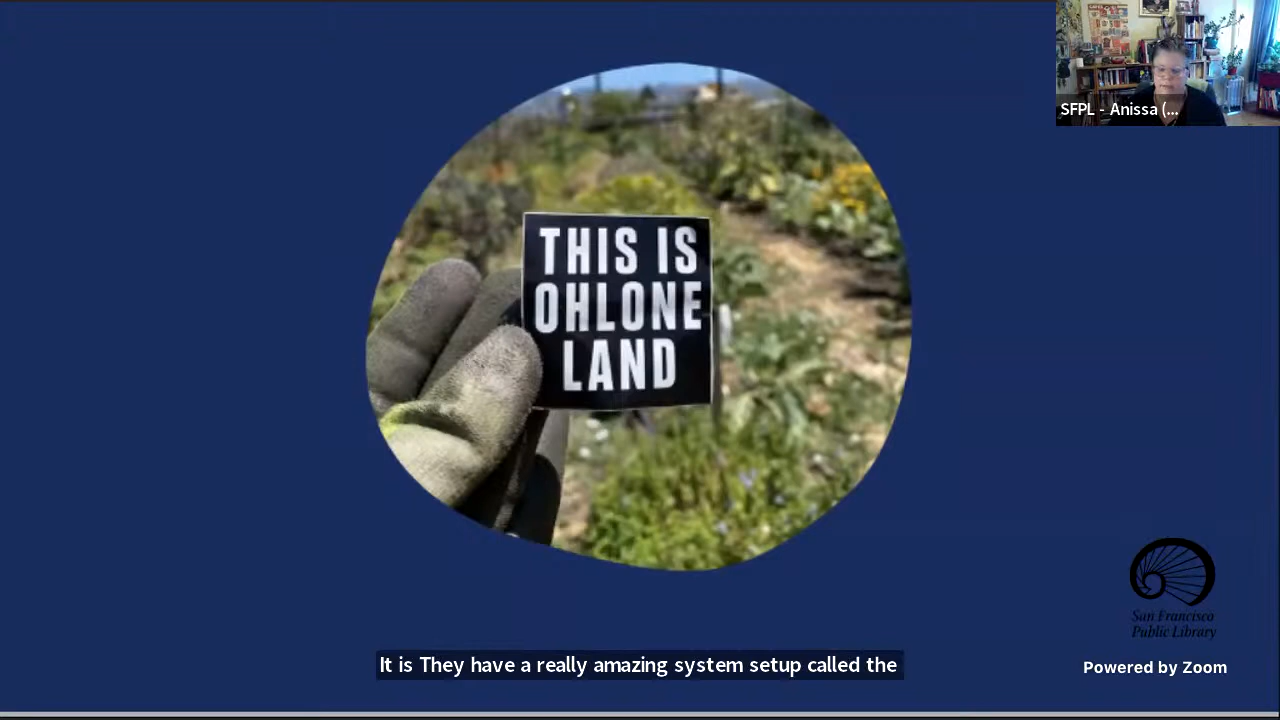 SFPL - Anissa (...
THIS IS
OHLONE
LAND
San Francisco
Public Library
It is They have a really amazing system setup called the
Powered by Zoom